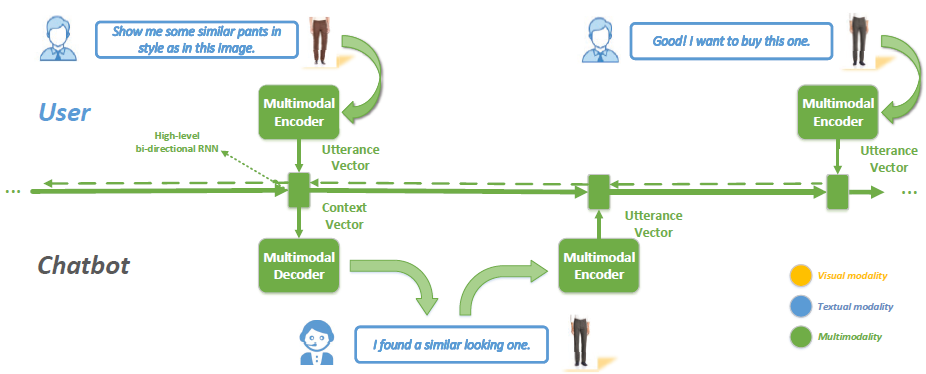 Show me some similar pants in
style as in this image.
Good! I want to buy this one.
User
Multimodal
Encoder
Multimodal
Encoder
High-level
bi-directional RNN
Utterance
Vector
Utterance
Vector
...
...
Context
Vector
Utterance
Vector
Chatbot
Multimodal
Decoder
Multimodal
Encoder
Visual modality
Textual modality
Multimodality
I found a similar looking one.